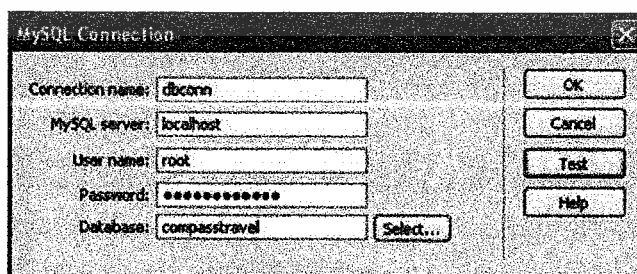 MySQL Connection
Connection name: dbconn
MySQL server: localhost
User name: root
Password: ●●●●●●●●●●●●
Database: compasstravel Select...
OK
Cancel
Test
Help